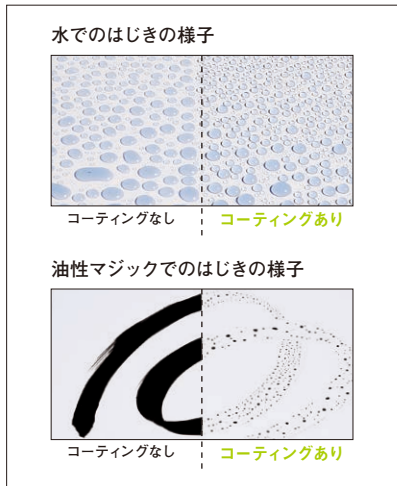 水でのはじきの様子
コーティングなし
コーティングあり
油性マジックでのはじきの様子
コーティングなし
コーティングあり